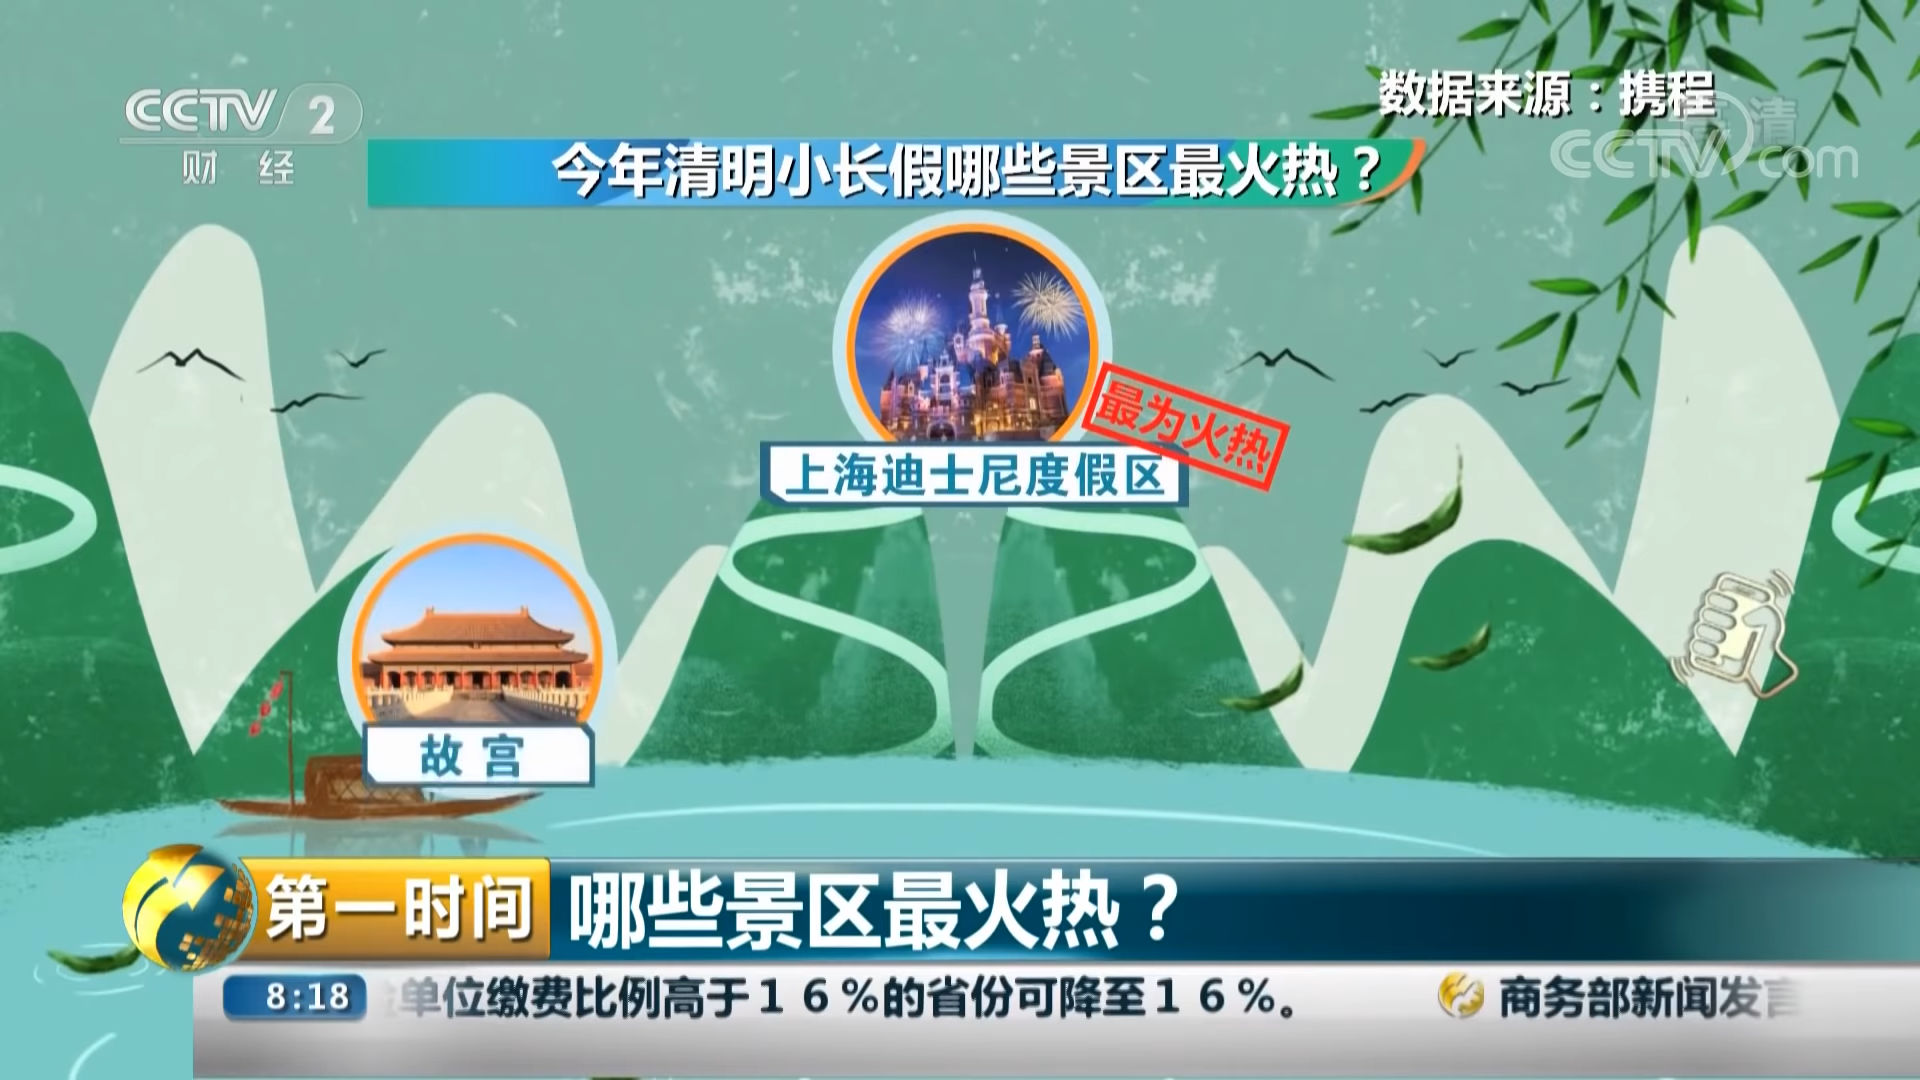 CCTV 2
财 经
数据来源：携程
高清
CCTV com
今年清明小长假哪些景区最火热？
最为火热
上海迪士尼度假区
故宫
第一时间
哪些景区最火热？
8:18
单位缴费比例高于16%的省份可降至16%。
商务部新闻发言